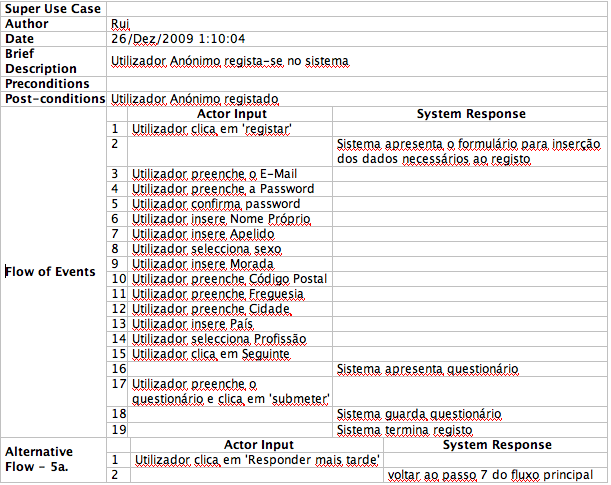 Super Use Case
Author Rui
Date 26/Dez/2009 1:10:04
Brief
Description Utilizador Anónimo regista-se no sistema
Preconditions
Post-conditions Utilizador Anónimo registado
Flow of Events
Actor Input System Response
1 Utilizador clica em 'registar'
2 Sistema apresenta o formulário para inserção
dos dados necessários ao registo
3 Utilizador preenche o E-Mail
4 Utilizador preenche a Password
5 Utilizador confirma password
6 Utilizador insere Nome Próprio
7 Utilizador insere Apelido
8 Utilizador selecciona sexo
9 Utilizador insere Morada
10 Utilizador preenche Código Postal
11 Utilizador preenche Freguesia
12 Utilizador preenche Cidade
13 Utilizador insere País
14 Utilizador selecciona Profissão
15 Utilizador clica em Seguinte
16 Sistema apresenta questionário
17 Utilizador preenche o
questionário e clica em 'submeter'
18 Sistema guarda questionário
19 Sistema termina registo
Alternative
Flow - 5a.
Actor Input System Response
1 Utilizador clica em 'Responder mais tarde'
2 voltar ao passo 7 do fluxo principal